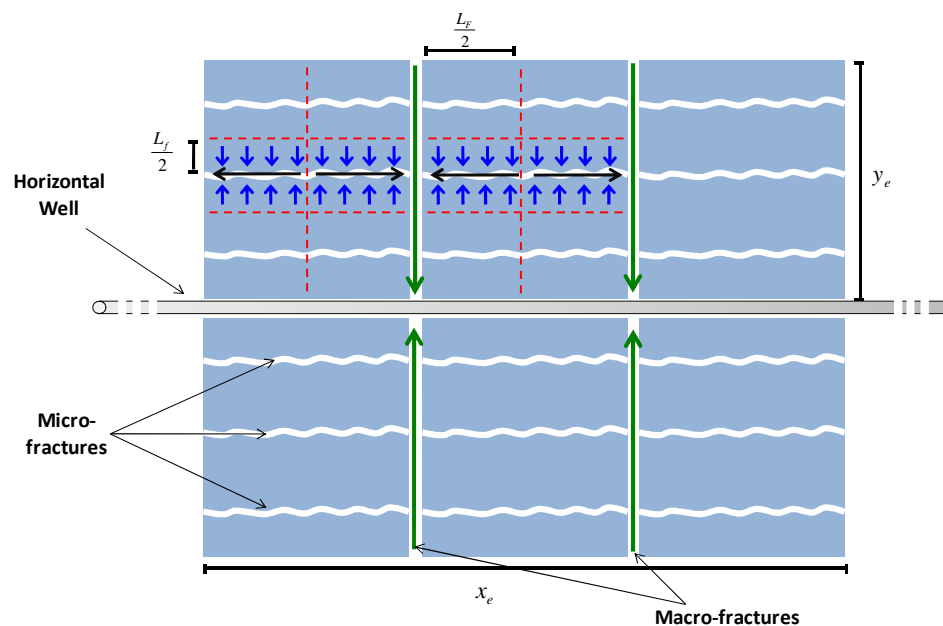 L_F
2
L_f
2
Horizontal
Well
y_e
Micro-
fractures
x_e
Macro-fractures